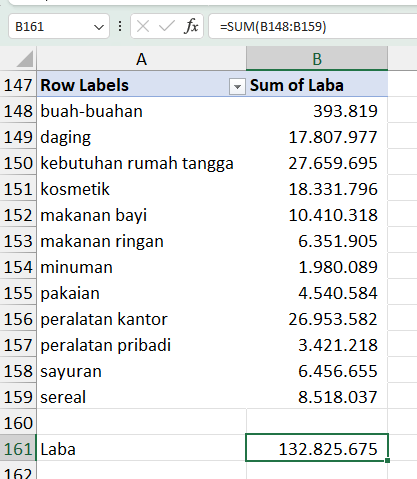 B161 fx =SUM(B148:B159)
A B
147 Row Labels Sum of Laba
148 buah-buahan 393.819
149 daging 17.807.977
150 kebutuhan rumah tangga 27.659.695
151 kosmetik 18.331.796
152 makanan bayi 10.410.318
153 makanan ringan 6.351.905
154 minuman 1.980.089
155 pakaian 4.540.584
156 peralatan kantor 26.953.582
157 peralatan pribadi 3.421.218
158 sayuran 6.456.655
159 sereal 8.518.037
160
161 Laba 132.825.675
162